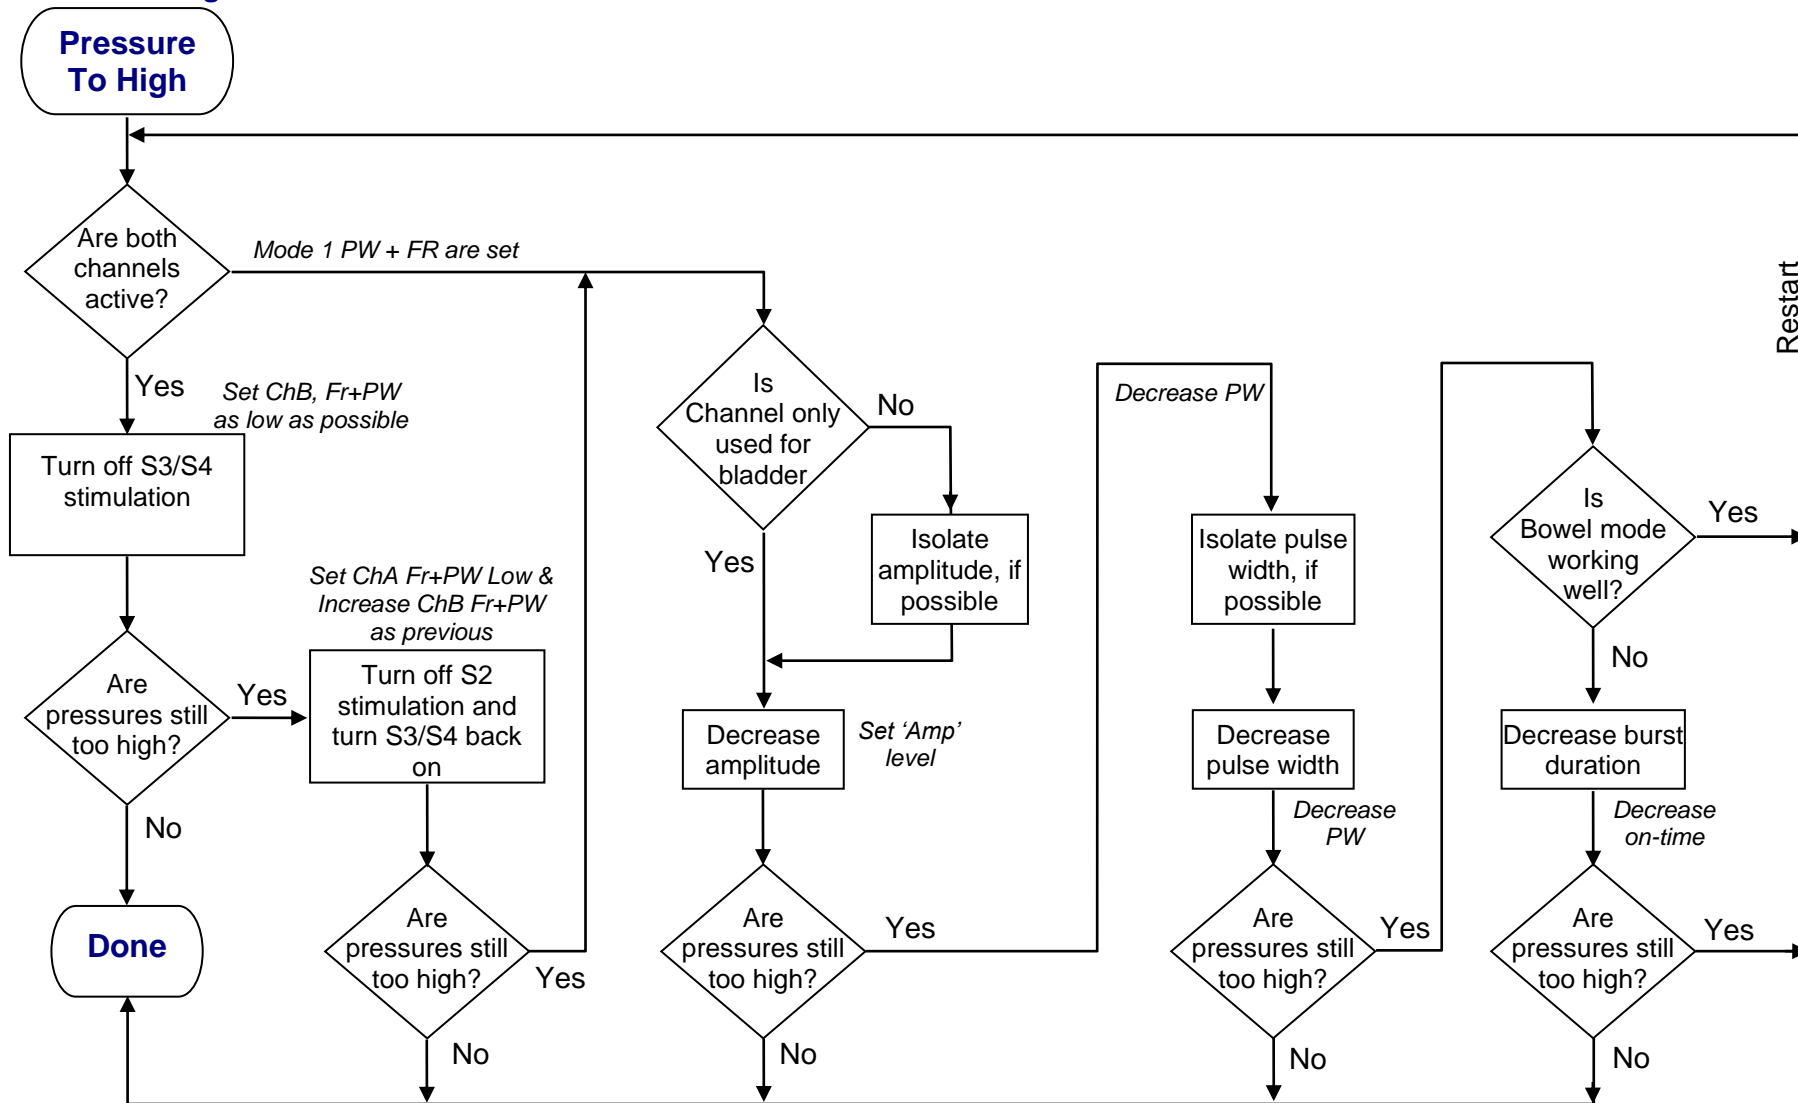 Pressure
To High
Are both
channels
active?
Mode 1 PW + FR are set
Restart
Yes
Set ChB, Fr+PW
as low as possible
Turn off S3/S4
stimulation
Are
pressures still
too high?
Yes
No
Done
Set ChA Fr+PW Low &
Increase ChB Fr+PW
as previous
Turn off S2
stimulation and
turn S3/S4 back
on
Are
pressures still
too high?
Yes
No
Is
Channel only
used for
bladder
No
Yes
Isolate
amplitude, if
possible
Decrease
amplitude
Set ‘Amp’
level
Are
pressures still
too high?
Yes
No
Decrease PW
Isolate pulse
width, if
possible
Decrease
pulse width
Decrease
PW
Are
pressures still
too high?
Yes
No
Is
Bowel mode
working
well?
Yes
No
Decrease burst
duration
Decrease
on-time
Are
pressures still
too high?
Yes
No